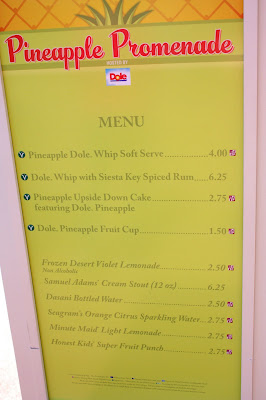 Pineapple Promenade
HOSTED BY
Dole
MENU
Pineapple Dole. Whip Soft Serve 4.00
Dole. Whip with Siesta Key Spiced Rum 6.25
Pineapple Upside Down Cake 2.75
featuring Dole. Pineapple
Dole. Pineapple Fruit Cup 1.50
Frozen Desert Violet Lemonade 2.50
Non Alcoholic
Samuel Adams® Cream Stout (12 oz) 6.25
Dasani Bottled Water 2.50
Seagram's Orange Citrus Sparkling Water 2.75
Minute Maid® Light Lemonade 2.75
Honest Kids® Super Fruit Punch 2.75